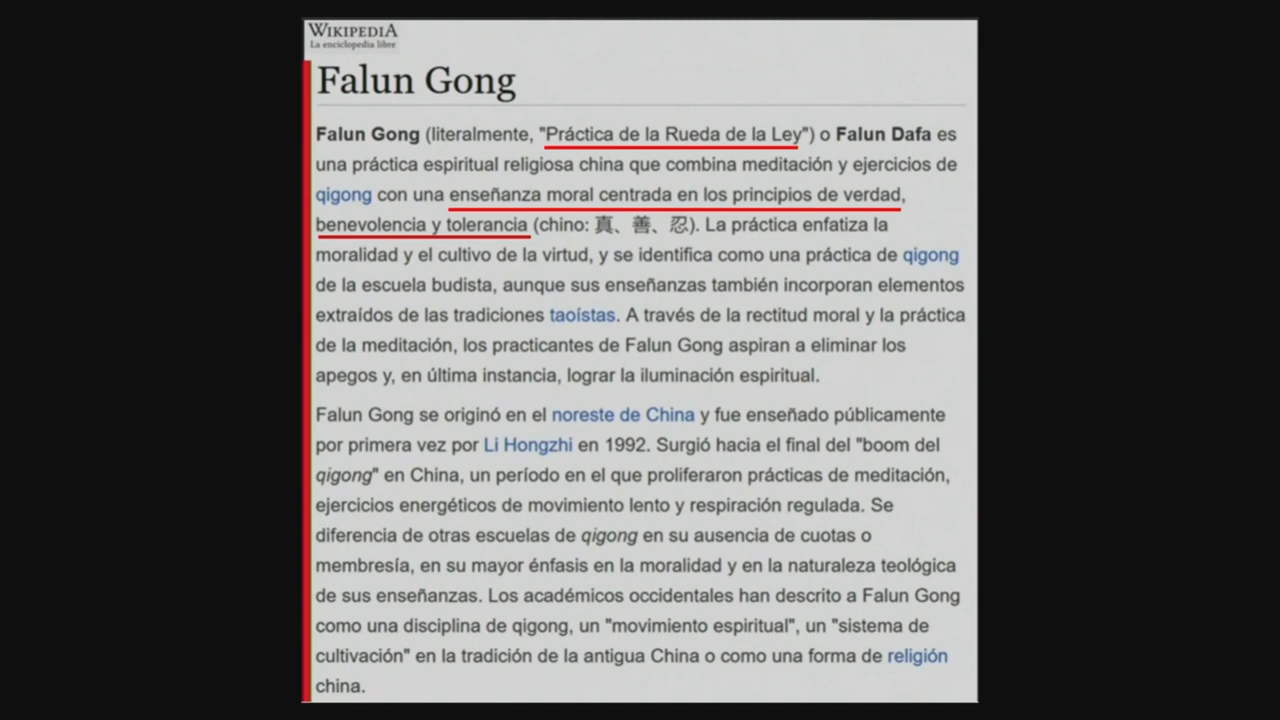 WIKIPEDIA
La enciclopedia libre
Falun Gong
Falun Gong (literalmente, "Práctica de la Rueda de la Ley") o Falun Dafa es
una práctica espiritual religiosa china que combina meditación y ejercicios de
qigong con una enseñanza moral centrada en los principios de verdad,
benevolencia y tolerancia (chino: 真、善、忍). La práctica enfatiza la
moralidad y el cultivo de la virtud, y se identifica como una práctica de qigong
de la escuela budista, aunque sus enseñanzas también incorporan elementos
extraídos de las tradiciones taoístas. A través de la rectitud moral y la práctica
de la meditación, los practicantes de Falun Gong aspiran a eliminar los
apegos y, en última instancia, lograr la iluminación espiritual.
Falun Gong se originó en el noreste de China y fue enseñado públicamente
por primera vez por Li Hongzhi en 1992. Surgió hacia el final del "boom del
qigong" en China, un período en el que proliferaron prácticas de meditación,
ejercicios energéticos de movimiento lento y respiración regulada. Se
diferencia de otras escuelas de qigong en su ausencia de cuotas o
membresía, en su mayor énfasis en la moralidad y en la naturaleza teológica
de sus enseñanzas. Los académicos occidentales han descrito a Falun Gong
como una disciplina de qigong, un "movimiento espiritual", un "sistema de
cultivación" en la tradición de la antigua China o como una forma de religión
china.